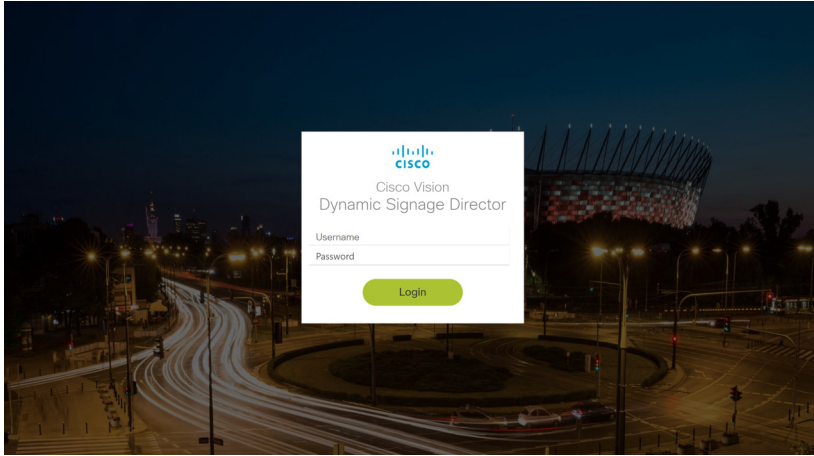 CISCO
Cisco Vision
Dynamic Signage Director
Username
Password
Login